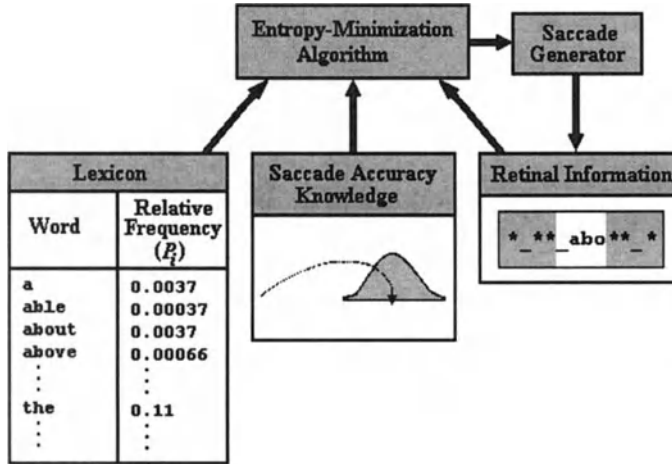 Entropy-Minimization
Algorithm
Saccade
Generator
Lexicon
Word
Relative
Frequency
(P_i)
a 0.0037
able 0.00037
about 0.0037
above 0.00066
the 0.11
Saccade Accuracy
Knowledge
Retinal Information
*_**_abo**_*